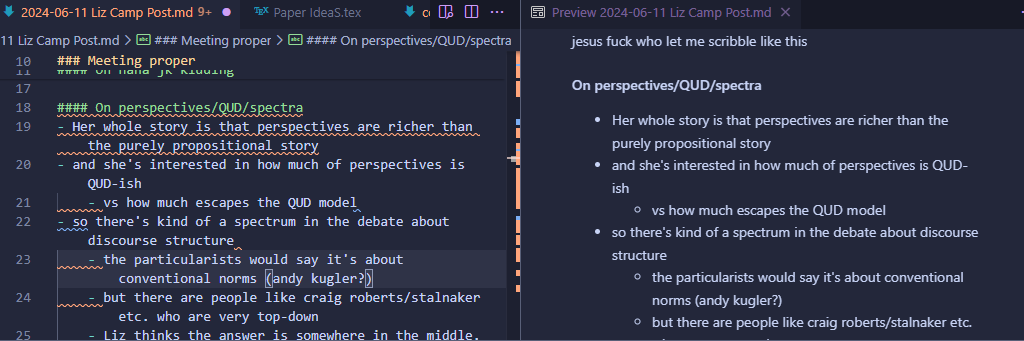 2024-06-11 Liz Camp Post.md 9+ TEX Paper IdeaS.tex Preview 2024-06-11 Liz Camp Post.md
11 Liz Camp Post.md > abc ### Meeting proper > abc #### On perspectives/QUD/spectra
10 ### Meeting proper
11 #### On haha jk kidding
17
18 #### On perspectives/QUD/spectra
19 - Her whole story is that perspectives are richer than
the purely propositional story
20 - and she's interested in how much of perspectives is
QUD-ish
21 - vs how much escapes the QUD model
22 - so there's kind of a spectrum in the debate about
discourse structure
23 - the particularists would say it's about
conventional norms (andy kugler?)
24 - but there are people like craig roberts/stalnaker
etc. who are very top-down
25 - Liz thinks the answer is somewhere in the middle.
jesus fuck who let me scribble like this
On perspectives/QUD/spectra
• Her whole story is that perspectives are richer than the
purely propositional story
• and she's interested in how much of perspectives is QUD-
ish
◦ vs how much escapes the QUD model
• so there's kind of a spectrum in the debate about discourse
structure
◦ the particularists would say it's about conventional
norms (andy kugler?)
◦ but there are people like craig roberts/stalnaker etc.